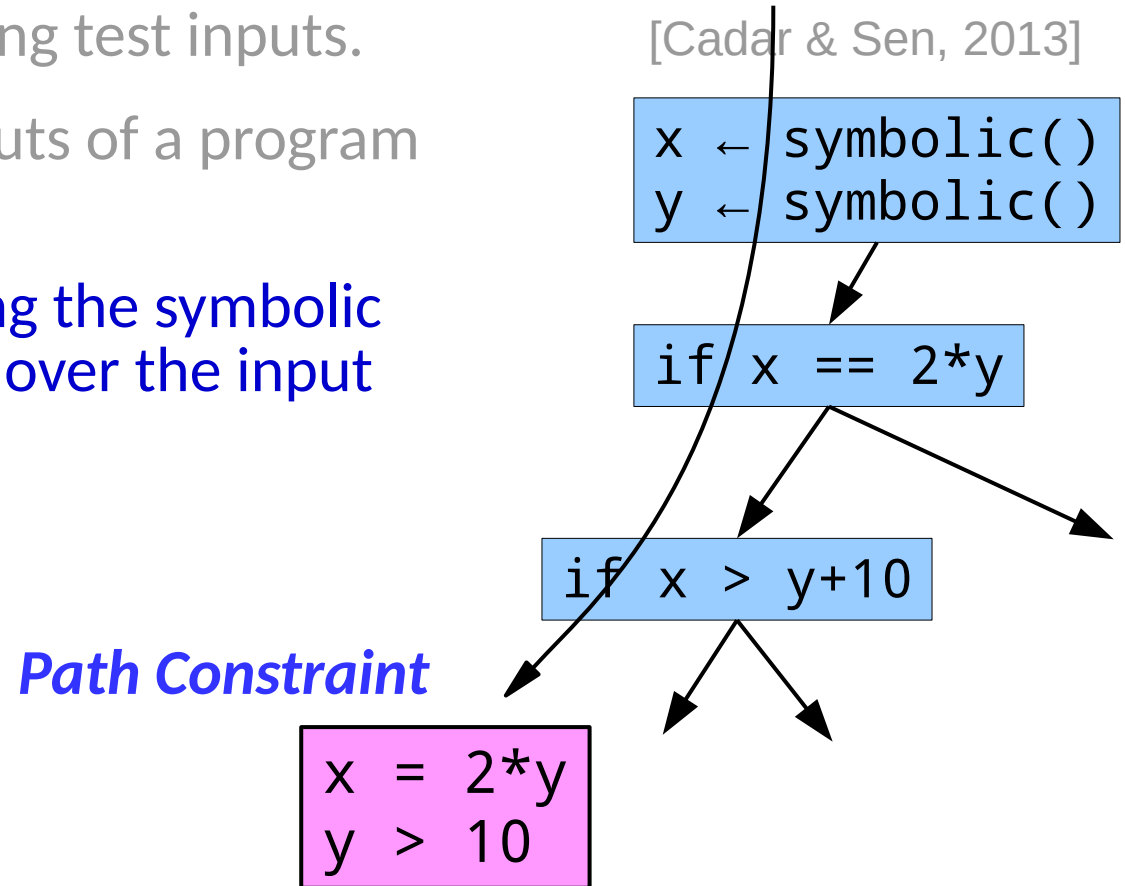 ng test inputs.
[Cadar & Sen, 2013]
uts of a program
x ← symbolic()
y ← symbolic()
ng the symbolic
over the input
if x == 2*y
if x > y+10
Path Constraint
x = 2*y
y > 10